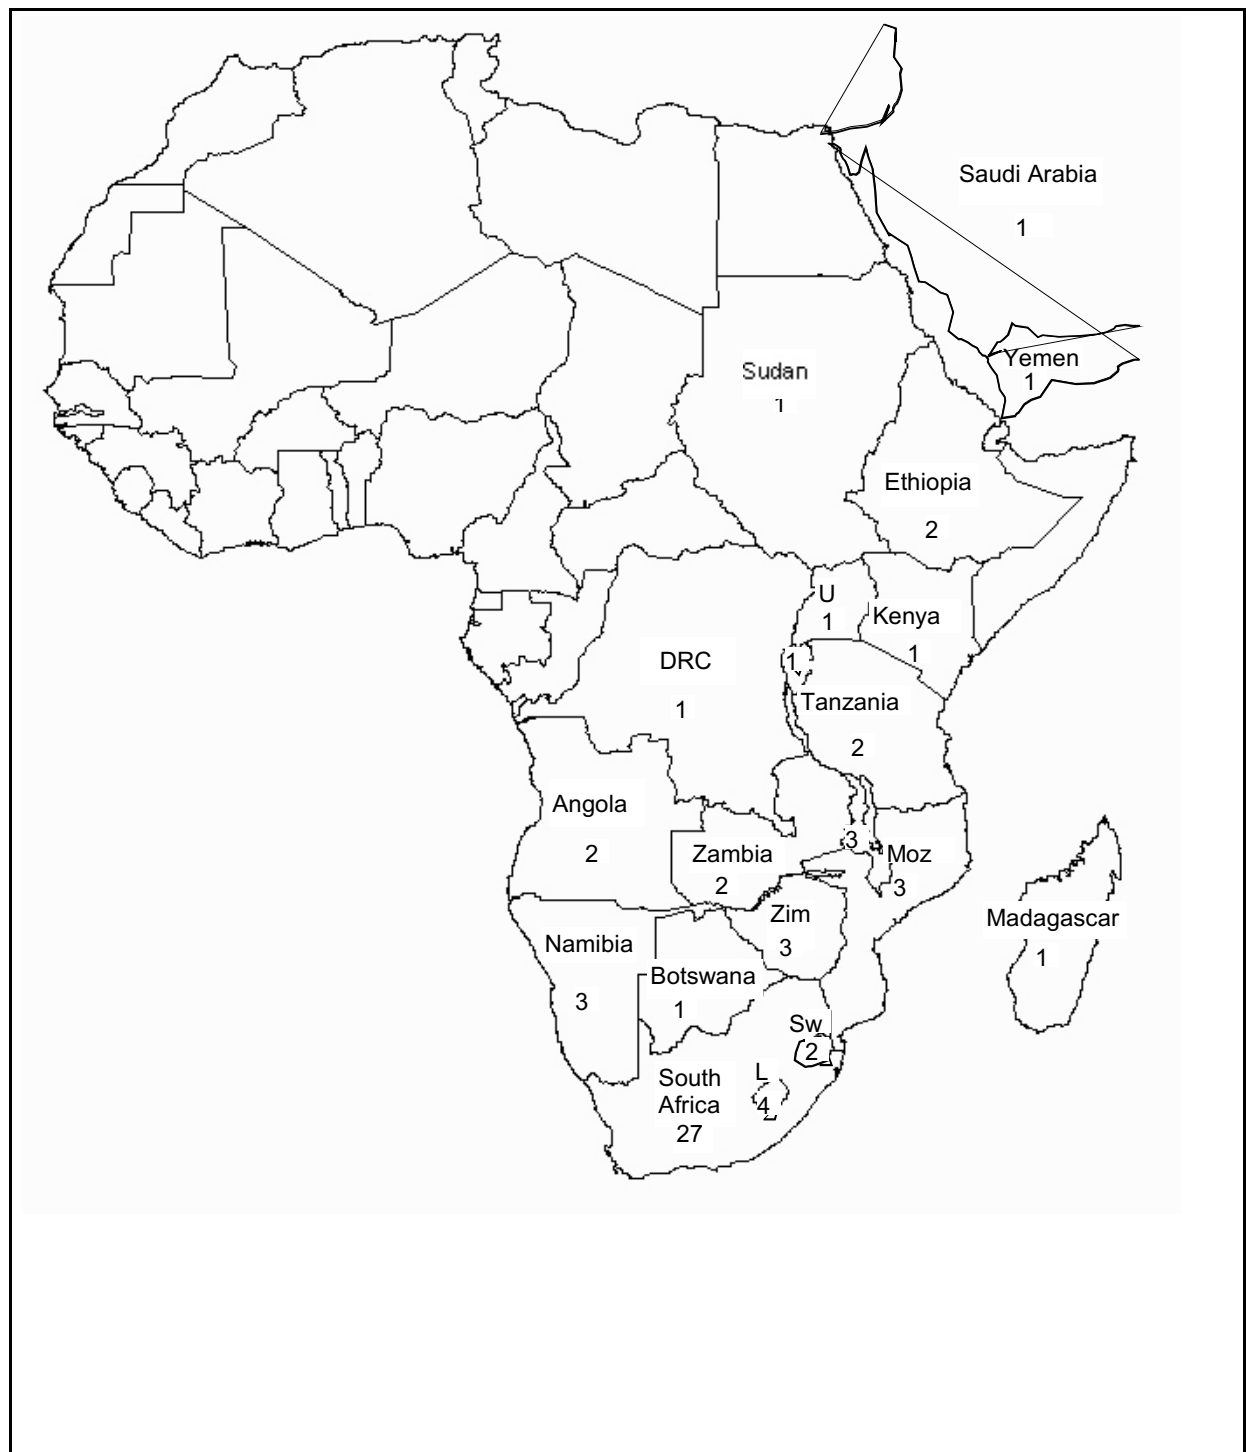 Saudi Arabia
1
Yemen
1
Sudan
1
Ethiopia
2
U
1
Kenya
1
1
DRC
1
Tanzania
2
Angola
2
3
Zambia
2
Moz
3
Zim
3
Madagascar
1
Namibia
3
Botswana
1
Sw
2
L
4
South
Africa
27